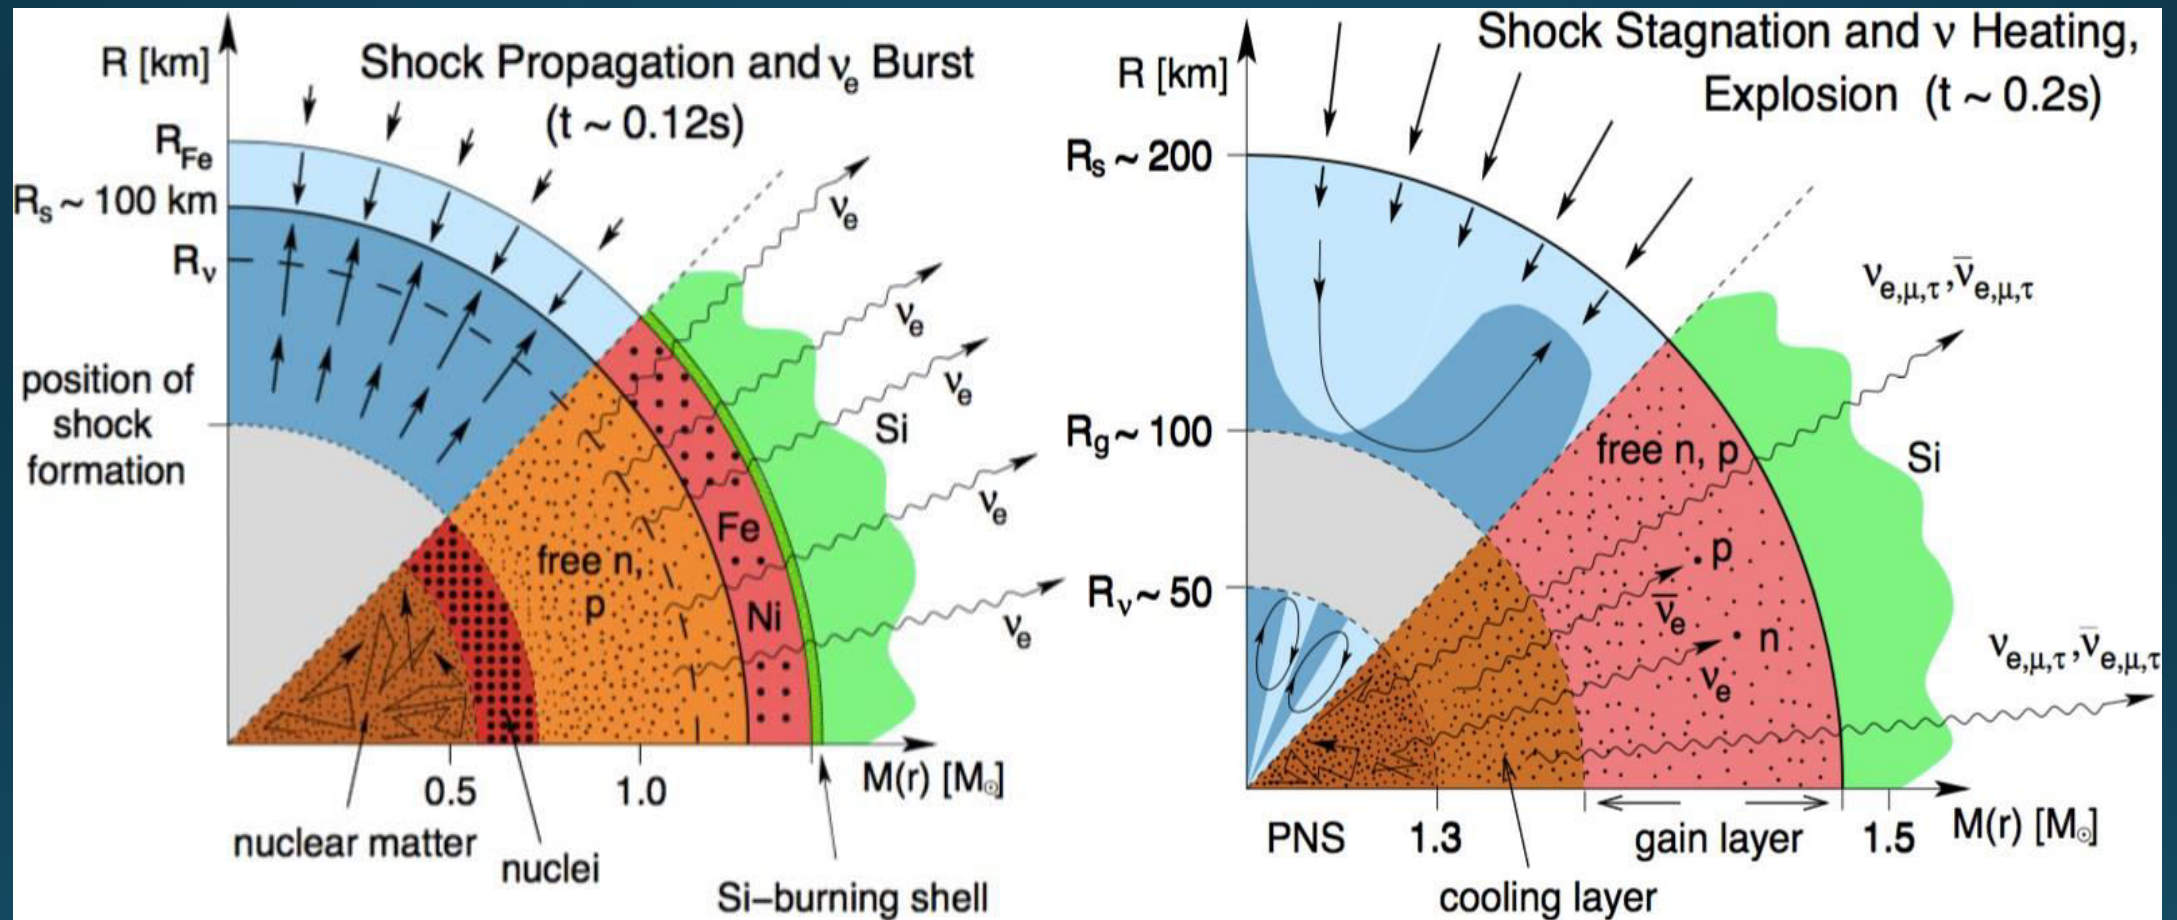 Shock Propagation and νe Burst
(t ~ 0.12s)
R [km]
RFe
Rs ~ 100 km
Rν
position of
shock
formation
νe
νe
νe
νe
νe
Si
Fe
Ni
free n,
p
0.5
1.0
M(r) [M☉]
nuclear matter
nuclei
Si–burning shell
Shock Stagnation and ν Heating,
Explosion (t ~ 0.2s)
R [km]
Rs ~ 200
Rg ~ 100
Rν ~ 50
νe,μ,τ, ν̄e,μ,τ
free n, p
Si
p
ν̄e
n
νe
νe,μ,τ, ν̄e,μ,τ
PNS
1.3
gain layer
1.5
M(r) [M☉]
cooling layer